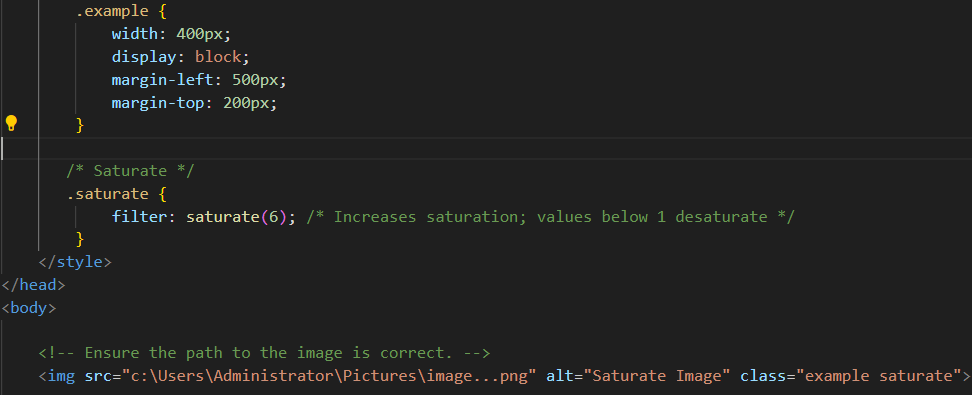 .example {
width: 400px;
display: block;
margin-left: 500px;
margin-top: 200px;
}
/* Saturate */
.saturate {
filter: saturate(6); /* Increases saturation; values below 1 desaturate */
}
</style>
</head>
<body>
<!-- Ensure the path to the image is correct. -->
<img src="c:\Users\Administrator\Pictures\image...png" alt="Saturate Image" class="example saturate">